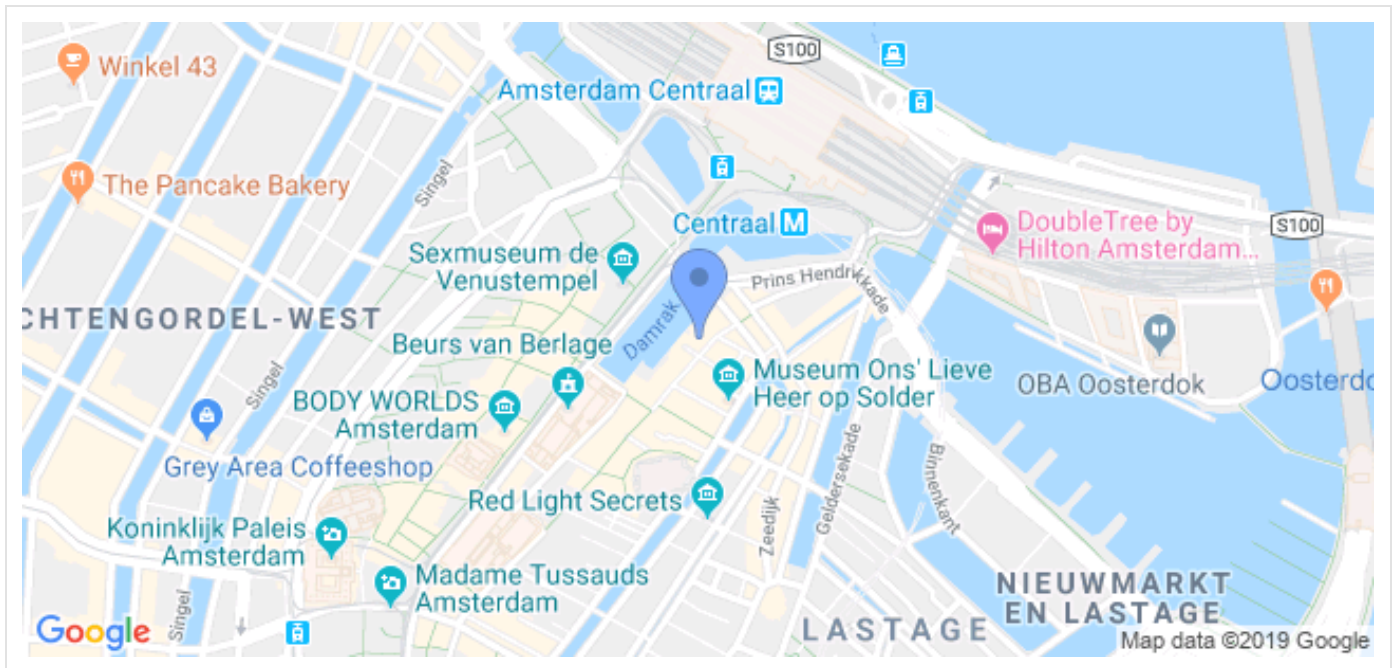 S100
Winkel 43
Amsterdam Centraal
The Pancake Bakery
Singel
Centraal M
DoubleTree by
Hilton Amsterdam...
S100
Sexmuseum de
Venustempel
Prins Hendrikkade
CHTENGORDEL-WEST
Damrak
Beurs van Berlage
Museum Ons' Lieve
Heer op Solder
OBA Oosterdok
Oosterdo
Singel
BODY WORLDS
Amsterdam
Grey Area Coffeeshop
Red Light Secrets
Geldersekade
Binnenkant
Zeedijk
Koninklijk Paleis
Amsterdam
Madame Tussauds
Amsterdam
NIEUWMARKT
EN LASTAGE
LASTAGE
Singel
Google
Map data ©2019 Google